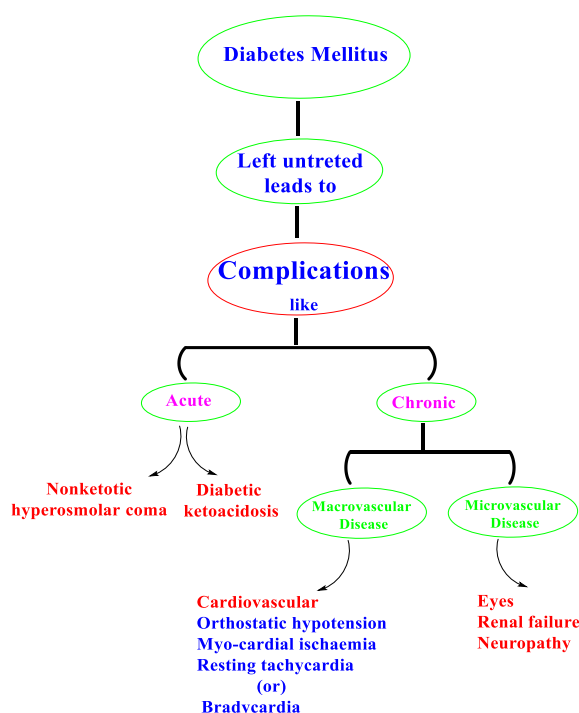 Diabetes Mellitus
Left untreted
leads to
Complications
like
Acute
Chronic
Nonketotic
hyperosmolar coma
Diabetic
ketoacidosis
Macrovascular
Disease
Microvascular
Disease
Cardiovascular
Orthostatic hypotension
Myo-cardial ischaemia
Resting tachycardia
(or)
Bradycardia
Eyes
Renal failure
Neuropathy